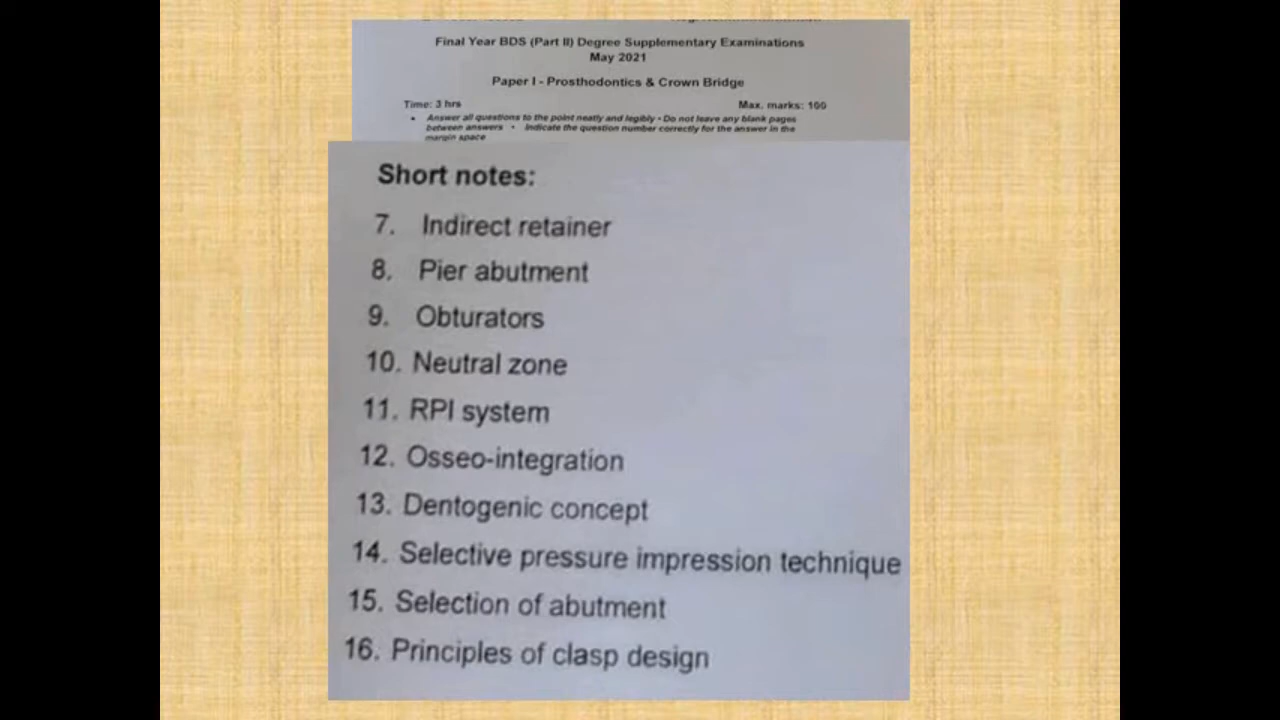 Final Year BDS (Part II) Degree Supplementary Examinations
May 2021
Paper I - Prosthodontics & Crown Bridge
Time: 3 hrs Max. marks: 100
• Answer all questions to the point neatly and legibly • Do not leave any blank pages
between answers • Indicate the question number correctly for the answer in the
margin space
Short notes:
7. Indirect retainer
8. Pier abutment
9. Obturators
10. Neutral zone
11. RPI system
12. Osseo-integration
13. Dentogenic concept
14. Selective pressure impression technique
15. Selection of abutment
16. Principles of clasp design